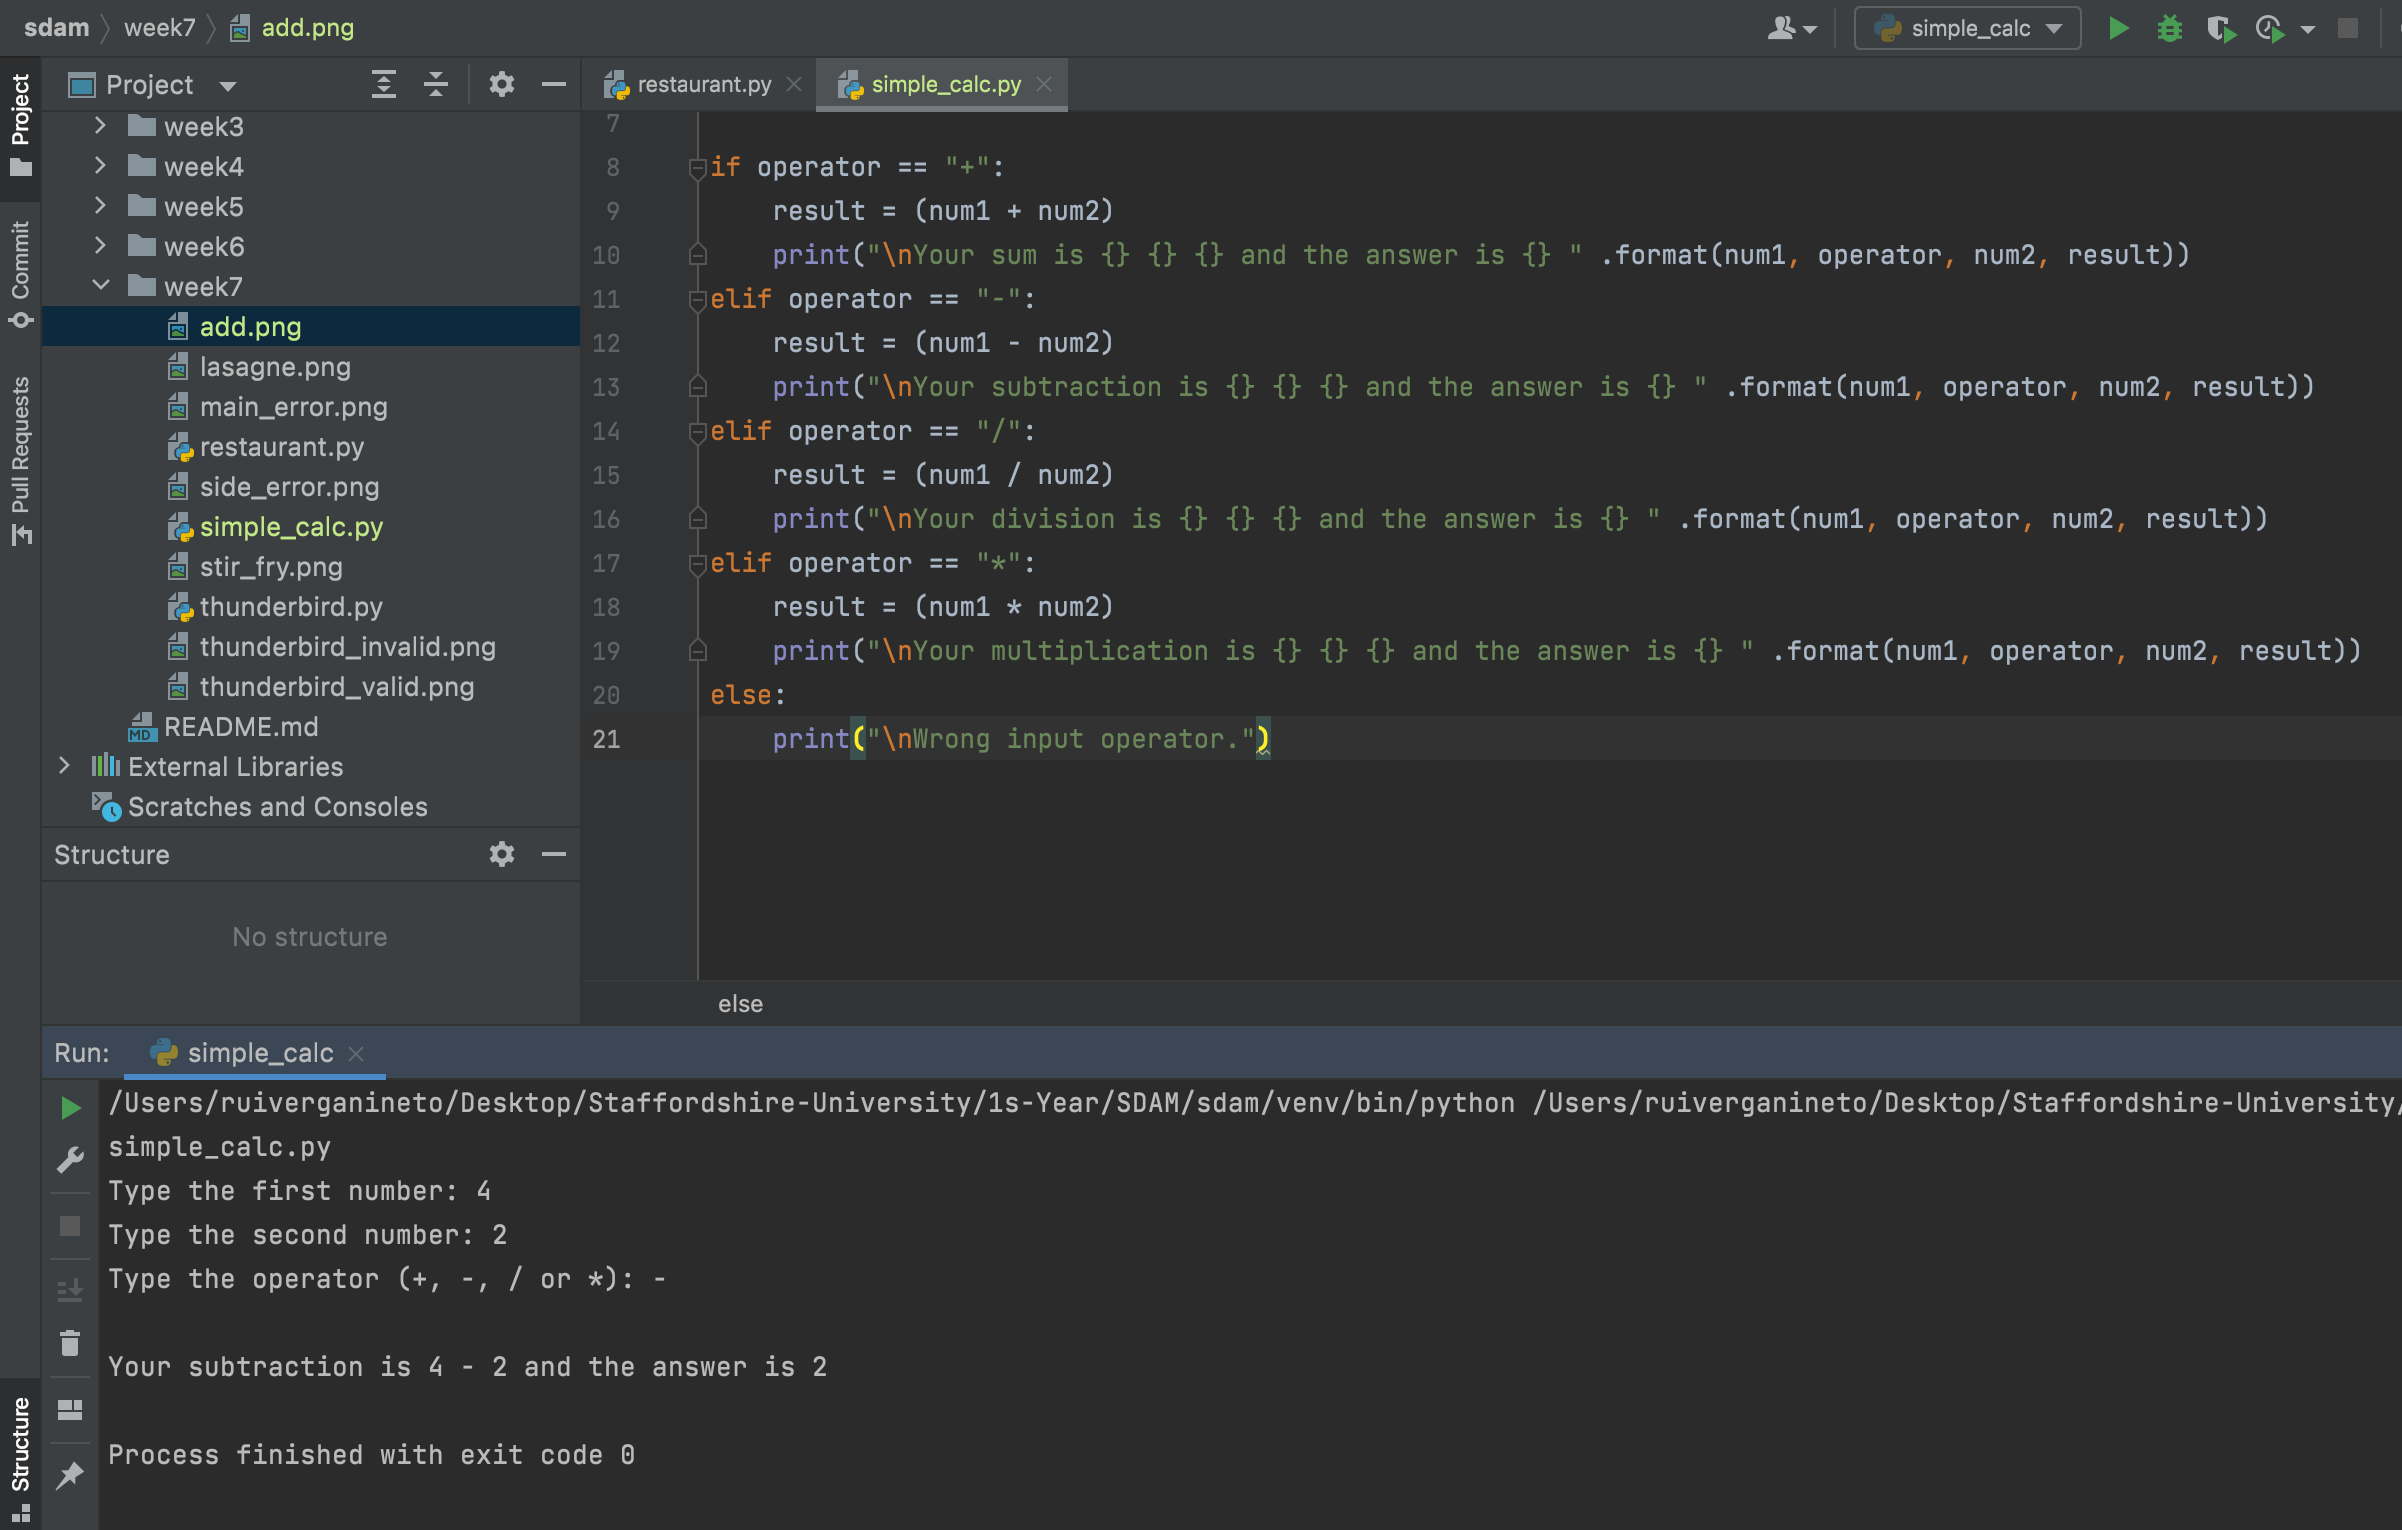 sdam week7 add.png
simple_calc
Project
Commit
Pull Requests
Structure
Project
week3
week4
week5
week6
week7
add.png
lasagne.png
main_error.png
restaurant.py
side_error.png
simple_calc.py
stir_fry.png
thunderbird.py
thunderbird_invalid.png
thunderbird_valid.png
MD README.md
External Libraries
Scratches and Consoles
Structure
No structure
restaurant.py simple_calc.py
7
8 if operator == "+":
9 result = (num1 + num2)
10 print("\nYour sum is {} {} {} and the answer is {} " .format(num1, operator, num2, result))
11 elif operator == "-":
12 result = (num1 - num2)
13 print("\nYour subtraction is {} {} {} and the answer is {} " .format(num1, operator, num2, result))
14 elif operator == "/":
15 result = (num1 / num2)
16 print("\nYour division is {} {} {} and the answer is {} " .format(num1, operator, num2, result))
17 elif operator == "*":
18 result = (num1 * num2)
19 print("\nYour multiplication is {} {} {} and the answer is {} " .format(num1, operator, num2, result))
20 else:
21 print("\nWrong input operator.")
else
Run: simple_calc
/Users/ruiverganineto/Desktop/Staffordshire-University/1s-Year/SDAM/sdam/venv/bin/python /Users/ruiverganineto/Desktop/Staffordshire-University/
simple_calc.py
Type the first number: 4
Type the second number: 2
Type the operator (+, -, / or *): -
Your subtraction is 4 - 2 and the answer is 2
Process finished with exit code 0